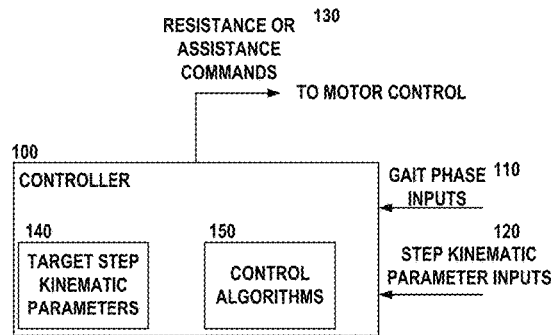 RESISTANCE OR 130
ASSISTANCE
COMMANDS
TO MOTOR CONTROL
100
CONTROLLER
GAIT PHASE 110
INPUTS
120
STEP KINEMATIC
PARAMETER INPUTS
140
TARGET STEP
KINEMATIC
PARAMETERS
150
CONTROL
ALGORITHMS